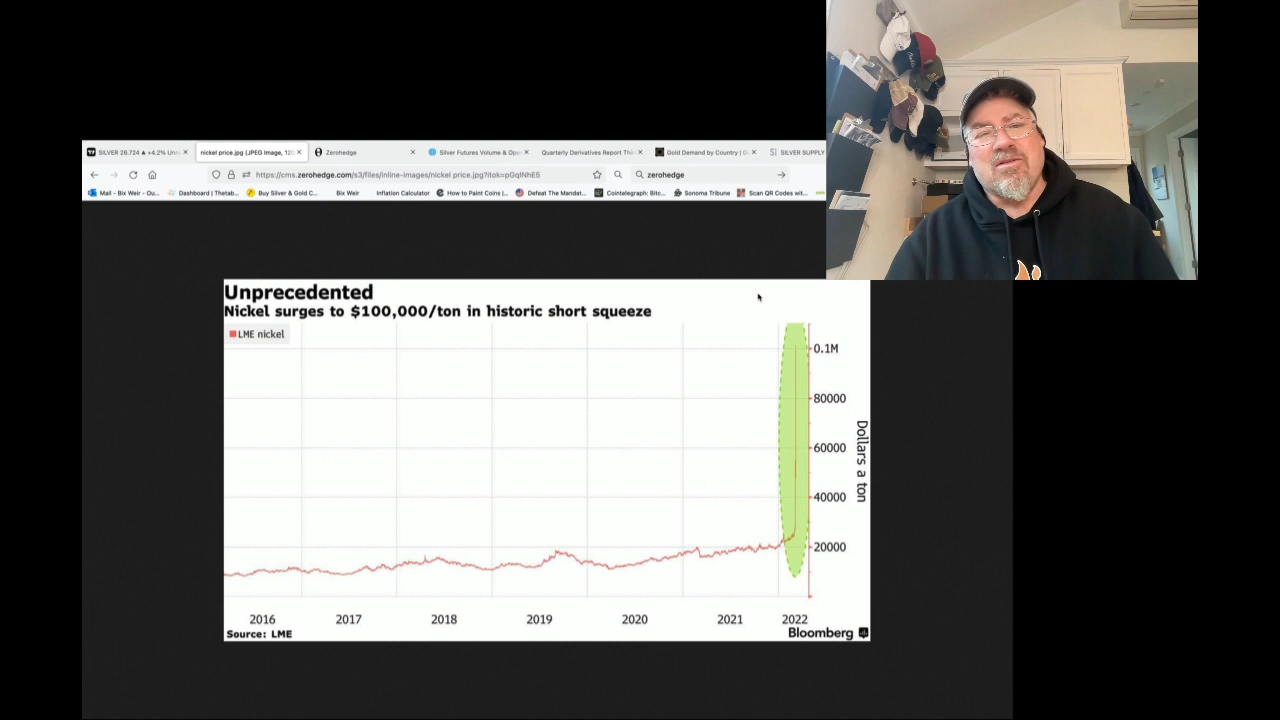 SILVER 26.724 ▲ +4.2% Unn
nickel price.jpg (JPEG Image, 120
Zerohedge
Silver Futures Volume & Ope
Quarterly Derivatives Report Thi
Gold Demand by Country | G
SILVER SUPPLY
https://cms.zerohedge.com/s3/files/inline-images/nickel price.jpg?itok=pGqINhE5
zerohedge
Mail - Bix Weir - Ou...
Dashboard | Thetab...
Buy Silver & Gold C...
Bix Weir
Inflation Calculator
How to Paint Coins |...
Defeat The Mandat...
Cointelegraph: Bitc...
Sonoma Tribune
Scan QR Codes wit...
Unprecedented
Nickel surges to $100,000/ton in historic short squeeze
LME nickel
0.1M
80000
60000
40000
20000
Dollars a ton
2016 2017 2018 2019 2020 2021 2022
Source: LME
Bloomberg